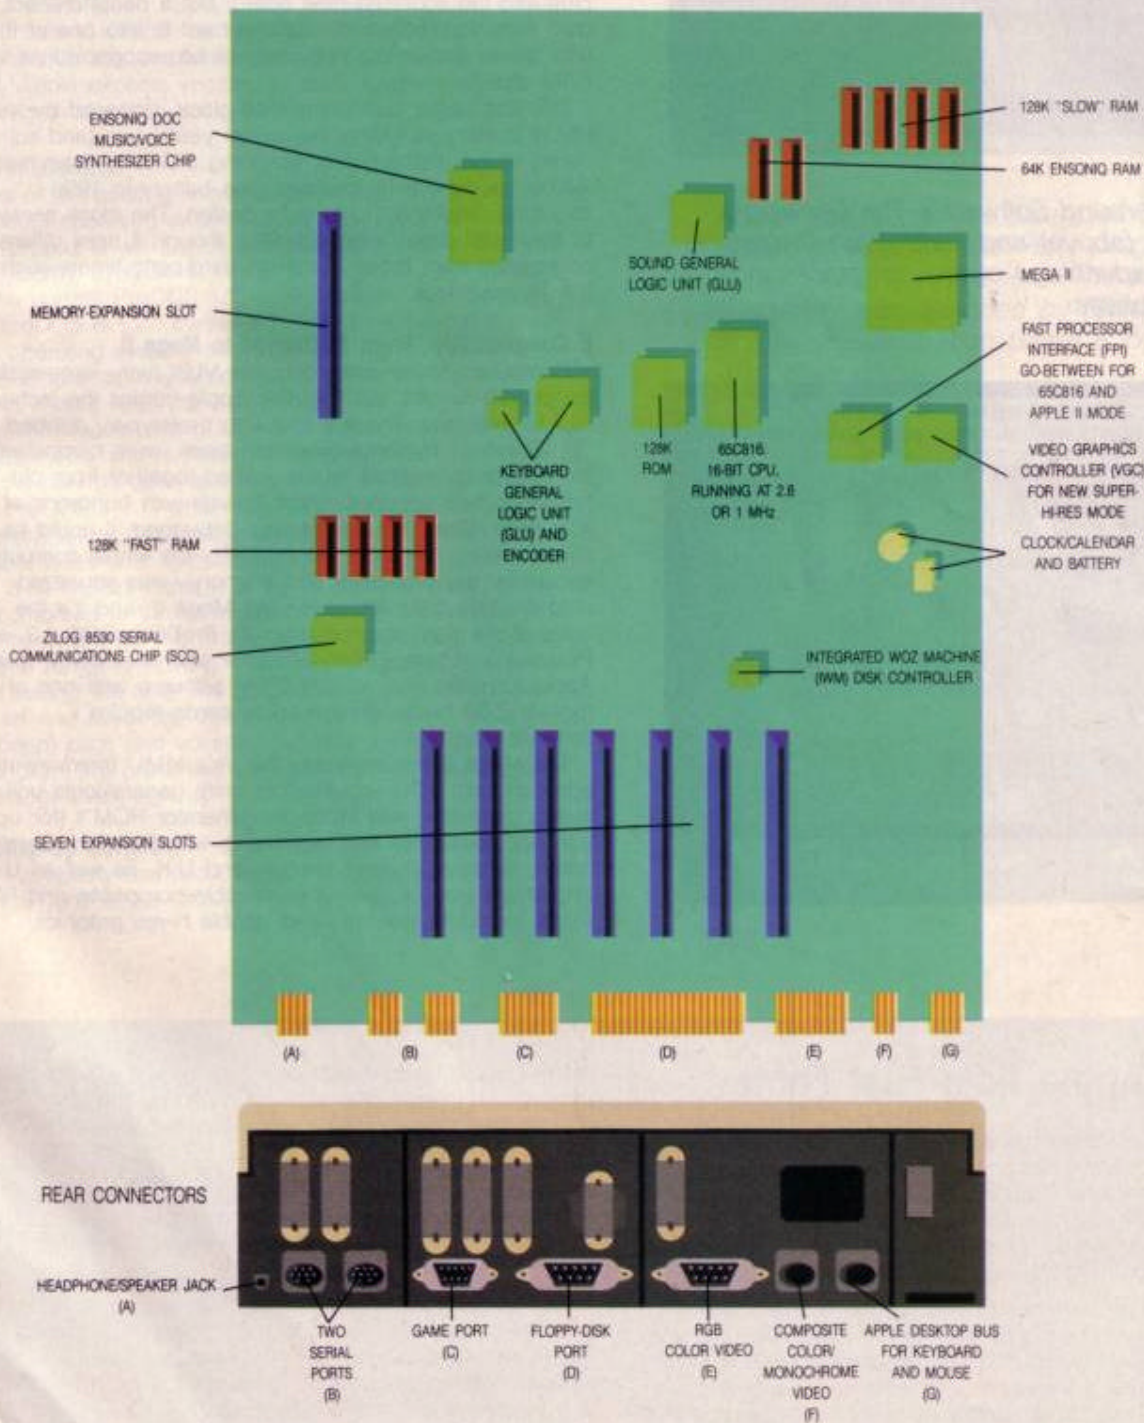 ENSONIQ DOC
MUSIC/VOICE
SYNTHESIZER CHIP
128K "SLOW" RAM
64K ENSONIQ RAM
SOUND GENERAL
LOGIC UNIT (GLU)
MEGA II
MEMORY-EXPANSION SLOT
FAST PROCESSOR
INTERFACE (FPI)
GO-BETWEEN FOR
65C816 AND
APPLE II MODE
128K
ROM
65C816,
16-BIT CPU,
RUNNING AT 2.8
OR 1 MHz
KEYBOARD
GENERAL
LOGIC UNIT
(GLU) AND
ENCODER
VIDEO GRAPHICS
CONTROLLER (VGC)
FOR NEW SUPER-
HI-RES MODE
128K "FAST" RAM
CLOCK/CALENDAR
AND BATTERY
ZILOG 8530 SERIAL
COMMUNICATIONS CHIP (SCC)
INTEGRATED WOZ MACHINE
(IWM) DISK CONTROLLER
SEVEN EXPANSION SLOTS
(A)
(B)
(C)
(D)
(E)
(F)
(G)
REAR CONNECTORS
HEADPHONE/SPEAKER JACK
(A)
TWO
SERIAL
PORTS
(B)
GAME PORT
(C)
FLOPPY-DISK
PORT
(D)
RGB
COLOR VIDEO
(E)
COMPOSITE
COLOR/
MONOCHROME
VIDEO
(F)
APPLE DESKTOP BUS
FOR KEYBOARD
AND MOUSE
(G)